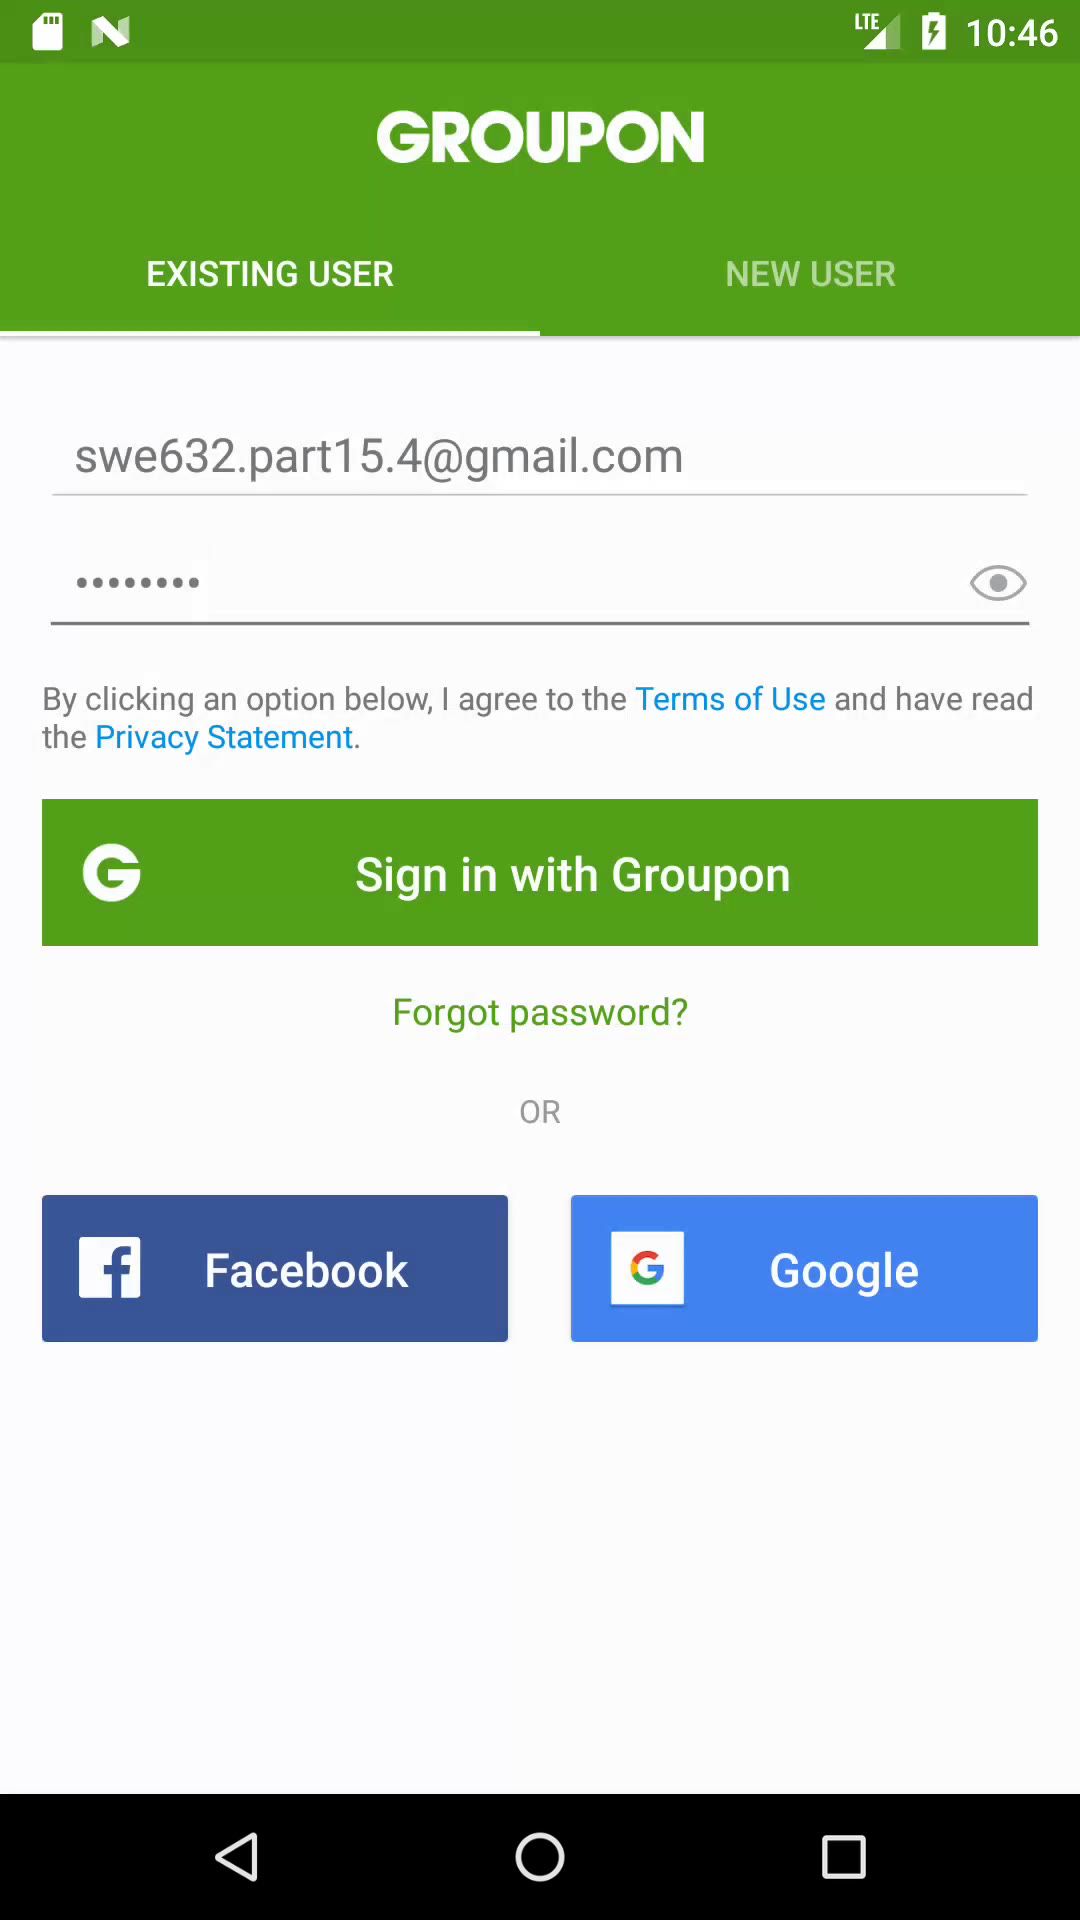 LTE 10:46
GROUPON
EXISTING USER NEW USER
swe632.part15.4@gmail.com
••••••••
By clicking an option below, I agree to the Terms of Use and have read
the Privacy Statement.
G Sign in with Groupon
Forgot password?
OR
f Facebook G Google